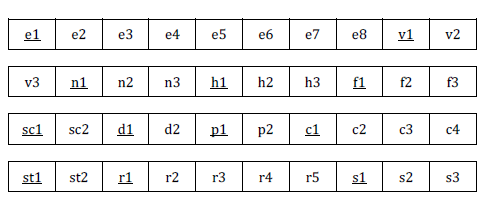 e1 e2 e3 e4 e5 e6 e7 e8 v1 v2
v3 n1 n2 n3 h1 h2 h3 f1 f2 f3
sc1 sc2 d1 d2 p1 p2 c1 c2 c3 c4
st1 st2 r1 r2 r3 r4 r5 s1 s2 s3